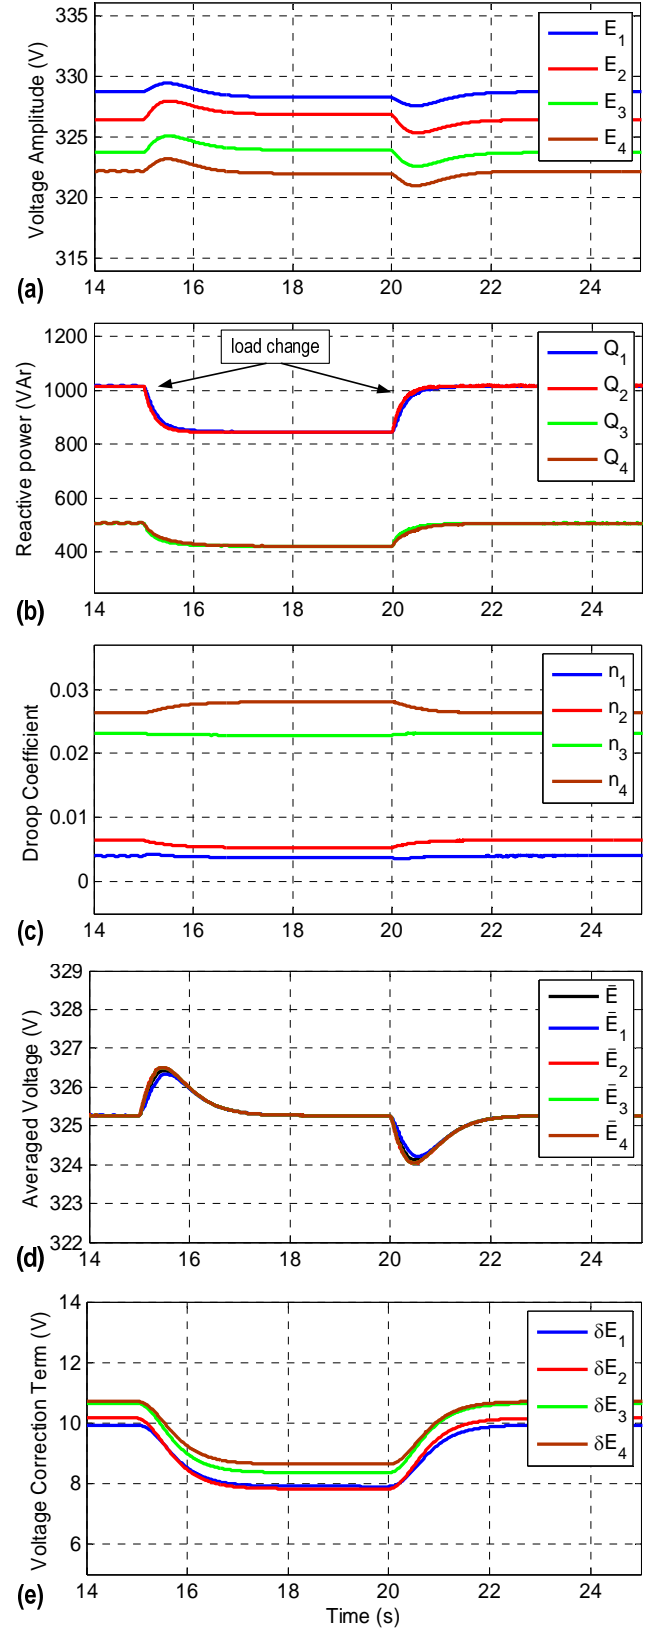 335
330
325
320
315
Voltage Amplitude (V)
E1
E2
E3
E4
14 16 18 20 22 24
(a)
1200
1000
800
600
400
Reactive power (VAr)
load change
Q1
Q2
Q3
Q4
14 16 18 20 22 24
(b)
0.03
0.02
0.01
0
Droop Coefficient
n1
n2
n3
n4
14 16 18 20 22 24
(c)
329
328
327
326
325
324
323
322
Averaged Voltage (V)
Ē
Ē1
Ē2
Ē3
Ē4
14 16 18 20 22 24
(d)
14
12
10
8
6
Voltage Correction Term (V)
δE1
δE2
δE3
δE4
14 16 18 20 22 24
(e)
Time (s)